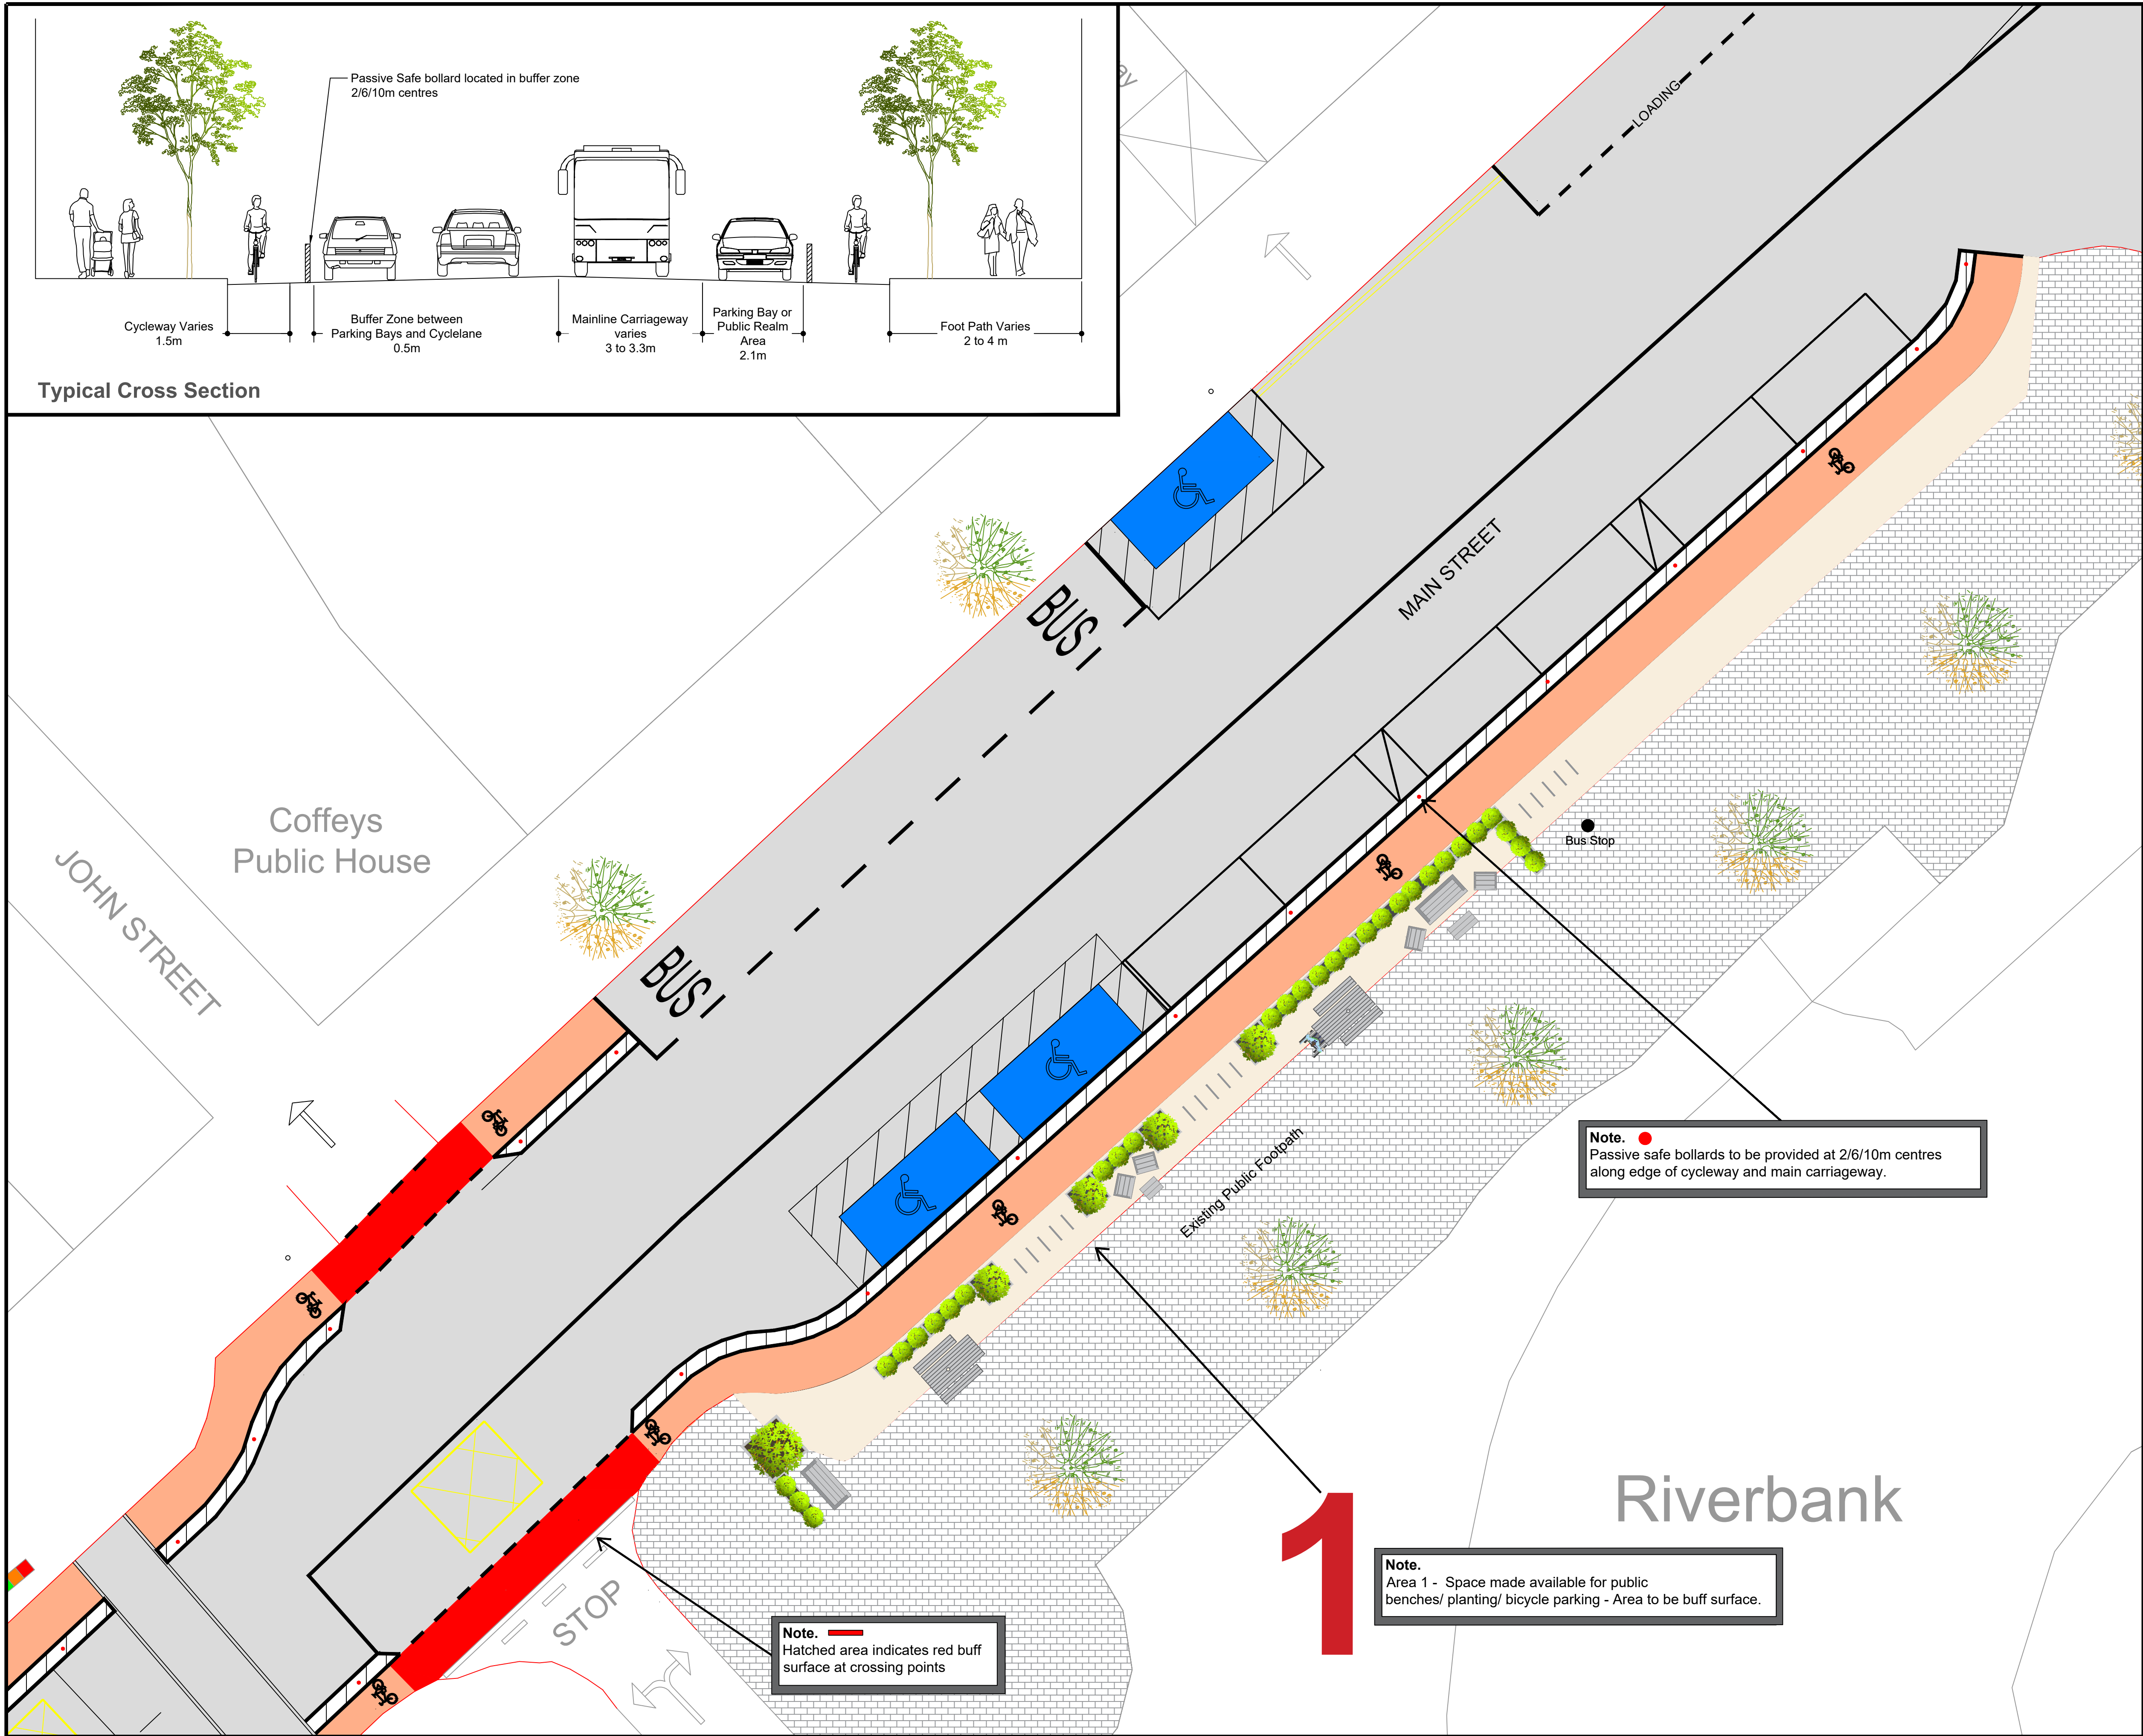 Passive Safe bollard located in buffer zone
2/6/10m centres
Cycleway Varies
1.5m
Buffer Zone between
Parking Bays and Cyclelane
0.5m
Mainline Carriageway
varies
3 to 3.3m
Parking Bay or
Public Realm
Area
2.1m
Foot Path Varies
2 to 4 m
Typical Cross Section
ay
LOADING
MAIN STREET
BUS
BUS
Coffeys
Public House
JOHN STREET
Bus Stop
Existing Public Footpath
Note.
Passive safe bollards to be provided at 2/6/10m centres
along edge of cycleway and main carriageway.
Riverbank
1
Note.
Area 1 - Space made available for public
benches/ planting/ bicycle parking - Area to be buff surface.
STOP
Note.
Hatched area indicates red buff
surface at crossing points